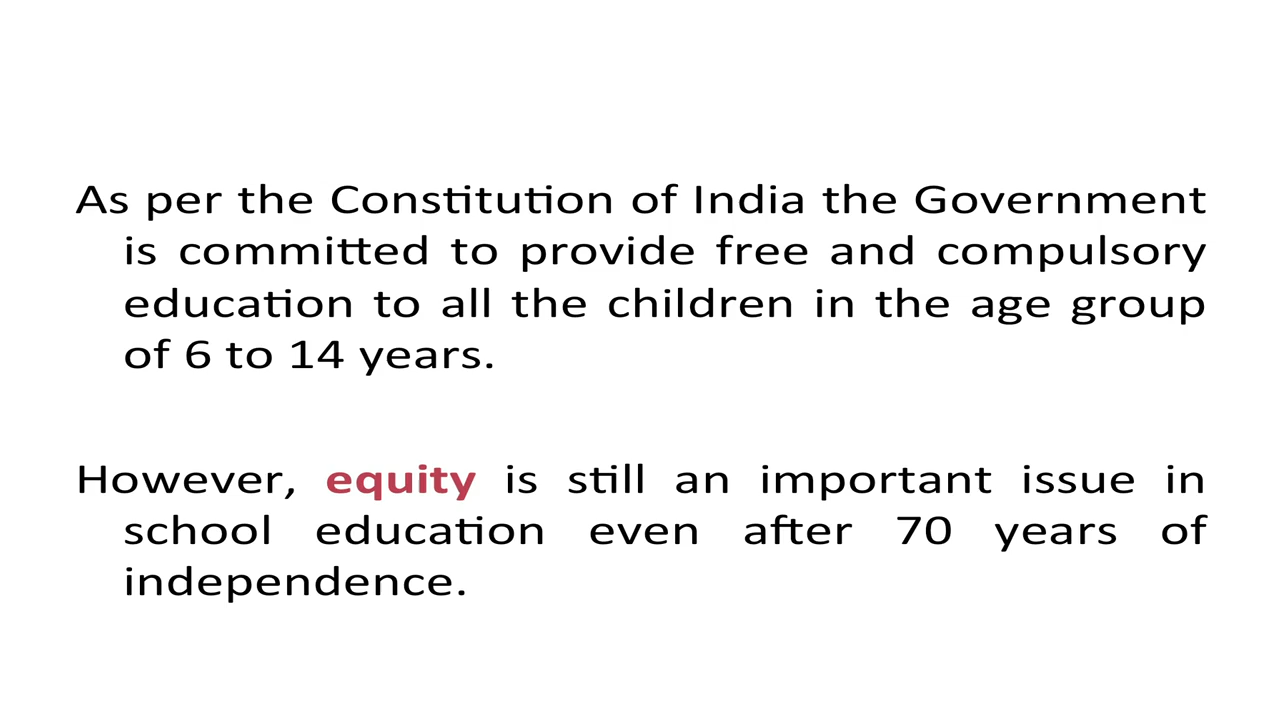 As per the Constitution of India the Government
is committed to provide free and compulsory
education to all the children in the age group
of 6 to 14 years.
However, equity is still an important issue in
school education even after 70 years of
independence.